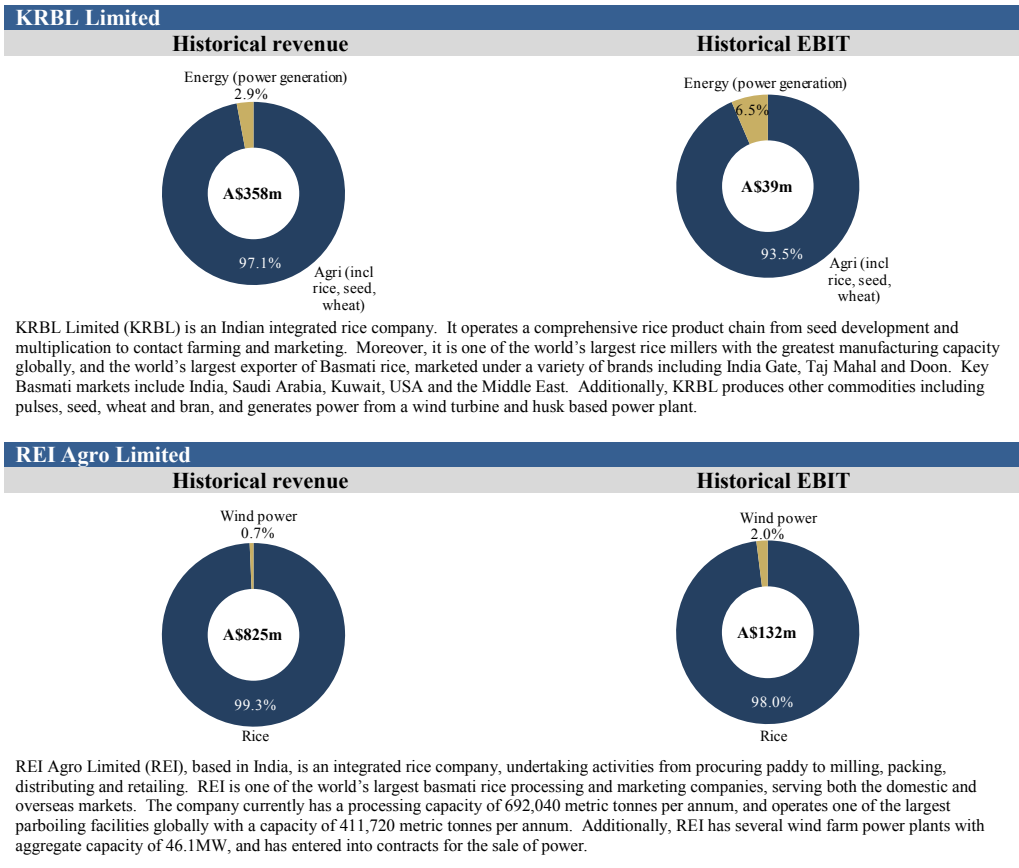 KRBL Limited
Historical revenue
Historical EBIT
Energy (power generation)
2.9%
A$358m
97.1%
Agri (incl
rice, seed,
wheat)
Energy (power generation)
6.5%
A$39m
93.5%
Agri (incl
rice, seed,
wheat)
KRBL Limited (KRBL) is an Indian integrated rice company.  It operates a comprehensive rice product chain from seed development and
multiplication to contact farming and marketing.  Moreover, it is one of the world’s largest rice millers with the greatest manufacturing capacity
globally, and the world’s largest exporter of Basmati rice, marketed under a variety of brands including India Gate, Taj Mahal and Doon.  Key
Basmati markets include India, Saudi Arabia, Kuwait, USA and the Middle East.  Additionally, KRBL produces other commodities including
pulses, seed, wheat and bran, and generates power from a wind turbine and husk based power plant.
REI Agro Limited
Historical revenue
Historical EBIT
Wind power
0.7%
A$825m
99.3%
Rice
Wind power
2.0%
A$132m
98.0%
Rice
REI Agro Limited (REI), based in India, is an integrated rice company, undertaking activities from procuring paddy to milling, packing,
distributing and retailing.  REI is one of the world’s largest basmati rice processing and marketing companies, serving both the domestic and
overseas markets.  The company currently has a processing capacity of 692,040 metric tonnes per annum, and operates one of the largest
parboiling facilities globally with a capacity of 411,720 metric tonnes per annum.  Additionally, REI has several wind farm power plants with
aggregate capacity of 46.1MW, and has entered into contracts for the sale of power.